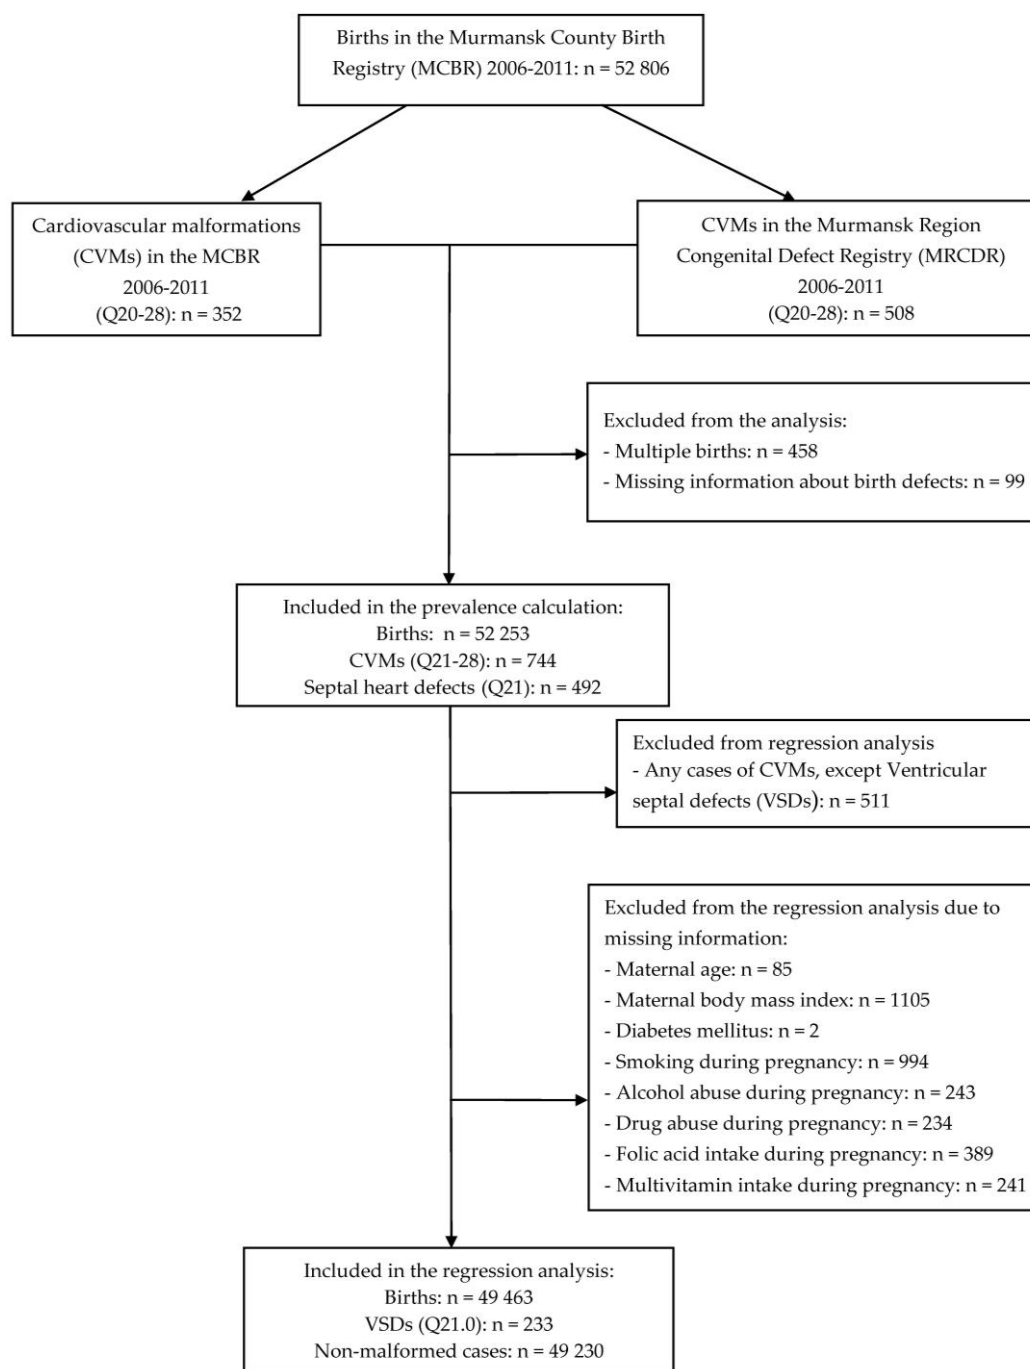 Births in the Murmansk County Birth
Registry (MCBR) 2006-2011: n = 52 806
Cardiovascular malformations
(CVMs) in the MCBR
2006-2011
(Q20-28): n = 352
CVMs in the Murmansk Region
Congenital Defect Registry (MRCDR)
2006-2011
(Q20-28): n = 508
Excluded from the analysis:
- Multiple births: n = 458
- Missing information about birth defects: n = 99
Included in the prevalence calculation:
Births: n = 52 253
CVMs (Q21-28): n = 744
Septal heart defects (Q21): n = 492
Excluded from regression analysis
- Any cases of CVMs, except Ventricular
septal defects (VSDs): n = 511
Excluded from the regression analysis due to
missing information:
- Maternal age: n = 85
- Maternal body mass index: n = 1105
- Diabetes mellitus: n = 2
- Smoking during pregnancy: n = 994
- Alcohol abuse during pregnancy: n = 243
- Drug abuse during pregnancy: n = 234
- Folic acid intake during pregnancy: n = 389
- Multivitamin intake during pregnancy: n = 241
Included in the regression analysis:
Births: n = 49 463
VSDs (Q21.0): n = 233
Non-malformed cases: n = 49 230